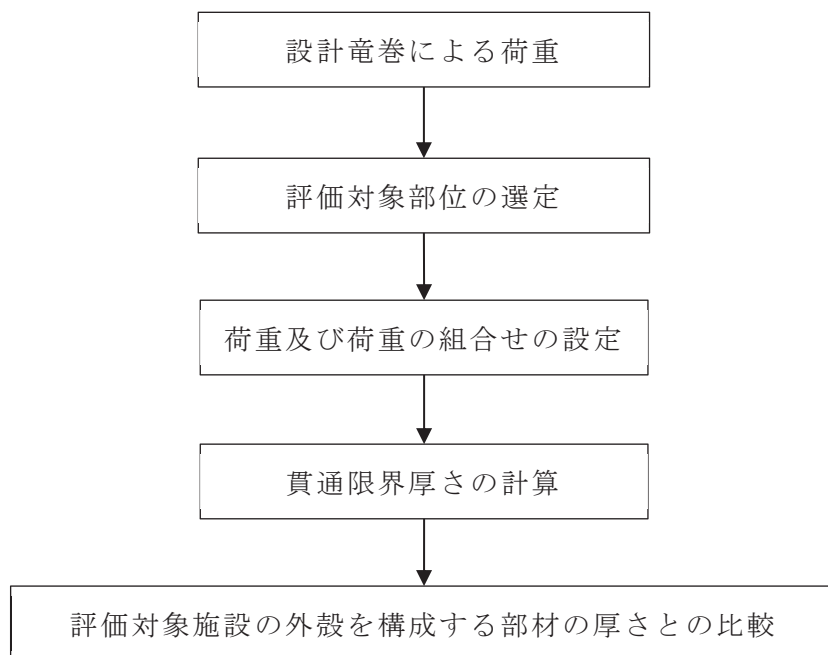 設計竜巻による荷重
評価対象部位の選定
荷重及び荷重の組合せの設定
貫通限界厚さの計算
評価対象施設の外殻を構成する部材の厚さとの比較